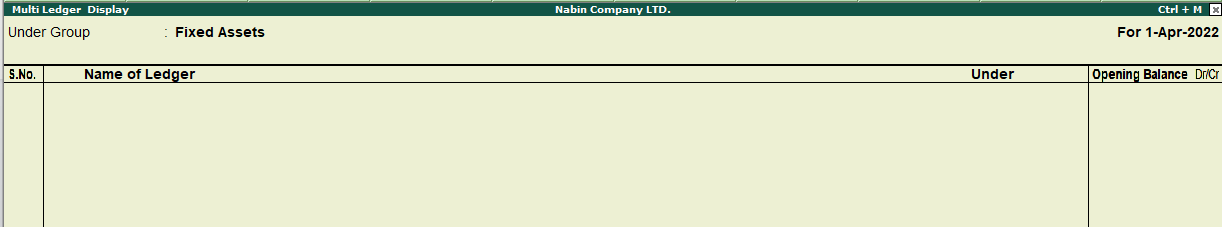 Multi Ledger Display Nabin Company LTD. Ctrl + M
Under Group : Fixed Assets For 1-Apr-2022
S.No. Name of Ledger Under Opening Balance Dr/Cr